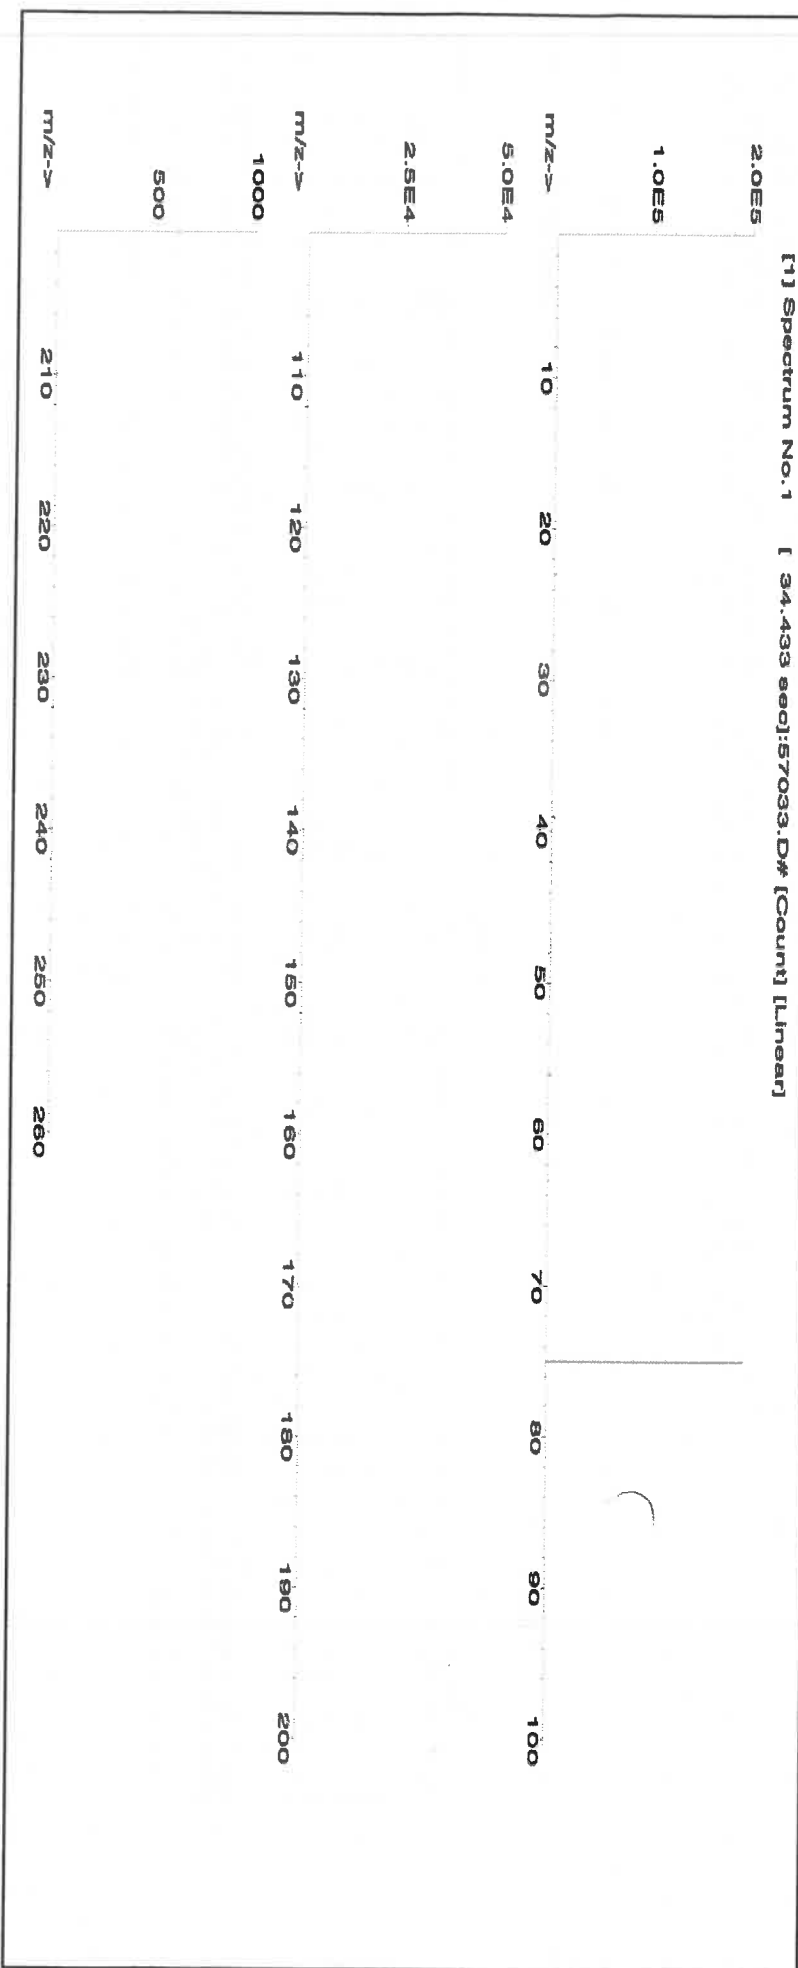 [1] Spectrum No.1 [ 34.433 sec]:57033.D# [Count] [Linear]
2.0E5
1.0E5
m/z-> 10 20 30 40 50 60 70 80 90 100
5.0E4
2.5E4
m/z-> 110 120 130 140 150 160 170 180 190 200
1000
500
m/z-> 210 220 230 240 250 260